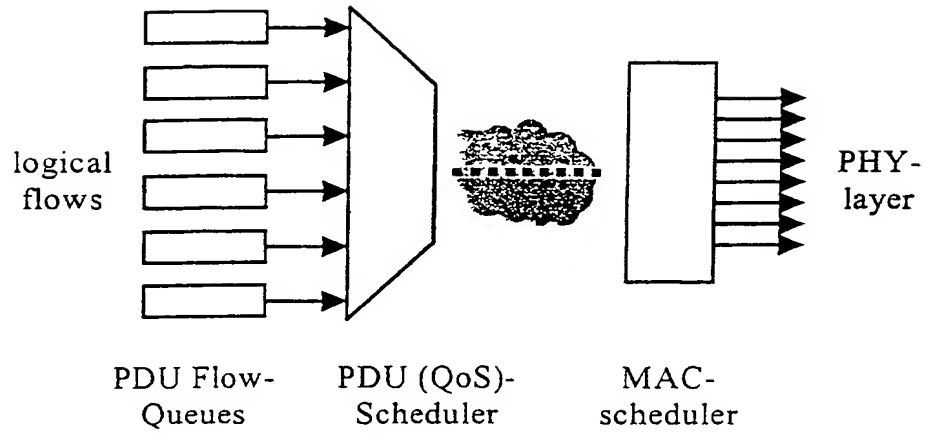 logical
flows
PHY-
layer
PDU Flow-
Queues
PDU (QoS)-
Scheduler
MAC-
scheduler